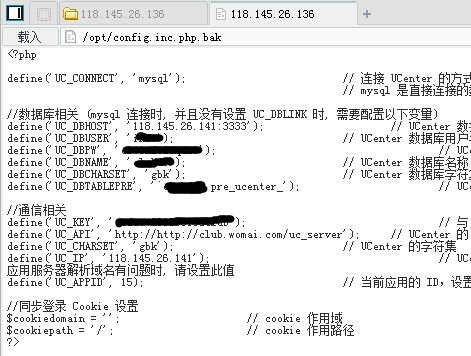 118.145.26.136
118.145.26.136
载入 /opt/config.inc.php.bak
<?php
define('UC_CONNECT', 'mysql'); // 连接 UCenter 的方式
// mysql 是直接连接的数
//数据库相关 (mysql 连接时, 并且没有设置 UC_DBLINK 时, 需要配置以下变量)
define('UC_DBHOST', '118.145.26.141:3333'); // UCenter 数据
define('UC_DBUSER', ' '); // UCenter 数据库用户
define('UC_DBPW', ' '); // UCe
define('UC_DBNAME', ' '); // UCenter 数据库名称
define('UC_DBCHARSET', 'gbk'); // UCenter 数据库字符集
define('UC_DBTABLEPRE', '` pre_ucenter_'); // UCe
//通信相关
define('UC_KEY', ' '); // 与
define('UC_API', 'http://http://club.womai.com/uc_server'); // UCenter 的
define('UC_CHARSET', 'gbk'); // UCenter 的字符集
define('UC_IP', '118.145.26.141'); // UCe
应用服务器解析域名有问题时, 请设置此值
define('UC_APPID', 15); // 当前应用的 ID, 设置
//同步登录 Cookie 设置
$cookiedomain = ''; // cookie 作用域
$cookiepath = '/'; // cookie 作用路径
?>